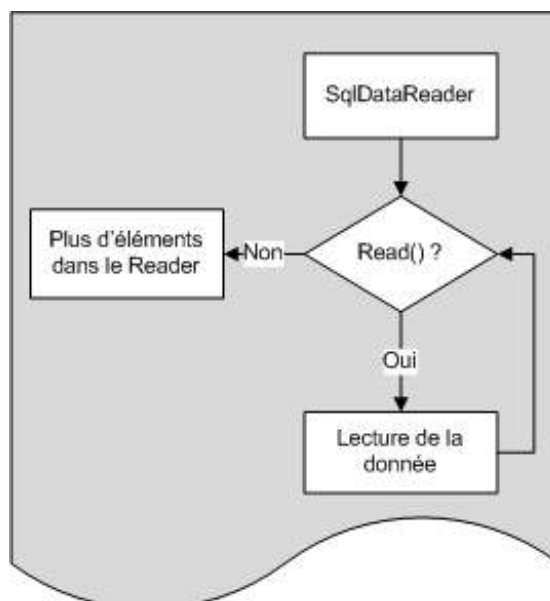 SqlDataReader
Plus d'éléments
dans le Reader
Non
Read() ?
Oui
Lecture de la
donnée